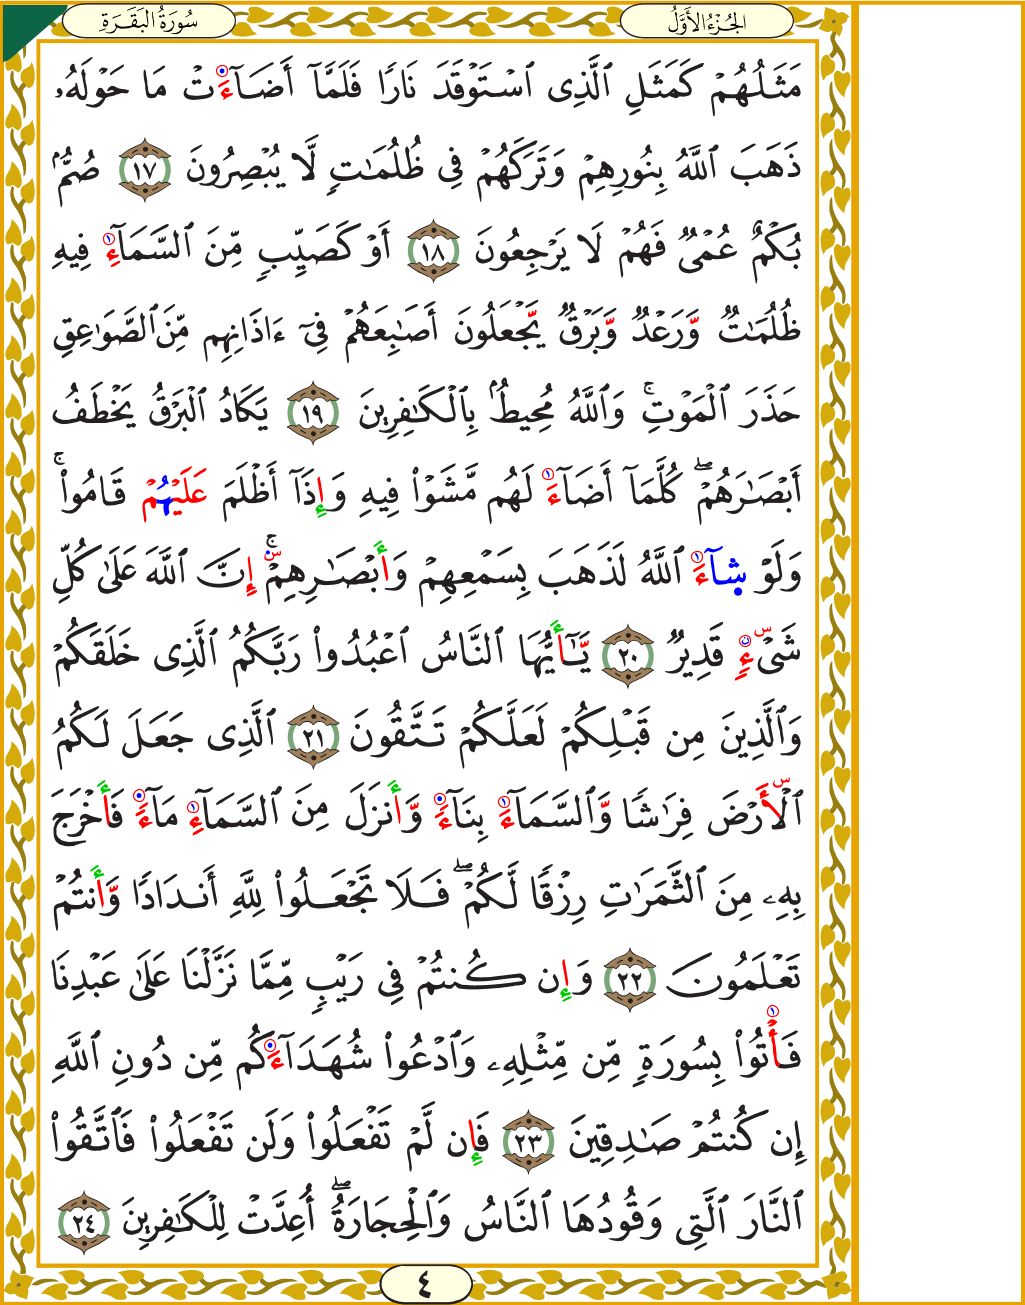 الجُزْءُ الأَوَّلُ
سُورَةُ البَقَرَةِ
مَثَلُهُمْ كَمَثَلِ ٱلَّذِى ٱسْتَوْقَدَ نَارًا فَلَمَّآ أَضَآءَتْ مَا حَوْلَهُۥ
ذَهَبَ ٱللَّهُ بِنُورِهِمْ وَتَرَكَهُمْ فِى ظُلُمَـٰتٍ لَّا يُبْصِرُونَ ١٧ صُمٌّۢ
بُكْمٌ عُمْىٌ فَهُمْ لَا يَرْجِعُونَ ١٨ أَوْ كَصَيِّبٍ مِّنَ ٱلسَّمَآءِ فِيهِ
ظُلُمَـٰتٌ وَّرَعْدٌ وَّبَرْقٌ يَّجْعَلُونَ أَصَـٰبِعَهُمْ فِىٓ ءَاذَانِهِم مِّنَ ٱلصَّوَٰعِقِ
حَذَرَ ٱلْمَوْتِۚ وَٱللَّهُ مُحِيطٌۢ بِٱلْكَـٰفِرِينَ ١٩ يَكَادُ ٱلْبَرْقُ يَخْطَفُ
أَبْصَـٰرَهُمْۖ كُلَّمَآ أَضَآءَ لَهُم مَّشَوْا۟ فِيهِ وَإِذَآ أَظْلَمَ عَلَيْهُمْ قَامُوا۟ۚ
وَلَوْ شَآءَ ٱللَّهُ لَذَهَبَ بِسَمْعِهِمْ وَأَبْصَـٰرِهِمْۚ إِنَّ ٱللَّهَ عَلَىٰ كُلِّ
شَىْءٍ قَدِيرٌ ٢٠ يَّـٰٓأَيُّهَا ٱلنَّاسُ ٱعْبُدُوا۟ رَبَّكُمُ ٱلَّذِى خَلَقَكُمْ
وَٱلَّذِينَ مِن قَبْلِكُمْ لَعَلَّكُمْ تَتَّقُونَ ٢١ ٱلَّذِى جَعَلَ لَكُمُ
ٱلْأَرْضَ فِرَٰشًا وَّٱلسَّمَآءَ بِنَآءً وَّأَنزَلَ مِنَ ٱلسَّمَآءِ مَآءً فَأَخْرَجَ
بِهِۦ مِنَ ٱلثَّمَرَٰتِ رِزْقًا لَّكُمْۖ فَلَا تَجْعَلُوا۟ لِلَّهِ أَندَادًا وَّأَنتُمْ
تَعْلَمُونَ ٢٢ وَإِن كُنتُمْ فِى رَيْبٍ مِّمَّا نَزَّلْنَا عَلَىٰ عَبْدِنَا
فَأْتُوا۟ بِسُورَةٍ مِّن مِّثْلِهِۦ وَٱدْعُوا۟ شُهَدَآءَكُم مِّن دُونِ ٱللَّهِ
إِن كُنتُمْ صَـٰدِقِينَ ٢٣ فَإِن لَّمْ تَفْعَلُوا۟ وَلَن تَفْعَلُوا۟ فَٱتَّقُوا۟
ٱلنَّارَ ٱلَّتِى وَقُودُهَا ٱلنَّاسُ وَٱلْحِجَارَةُۖ أُعِدَّتْ لِلْكَـٰفِرِينَ ٢٤
٤